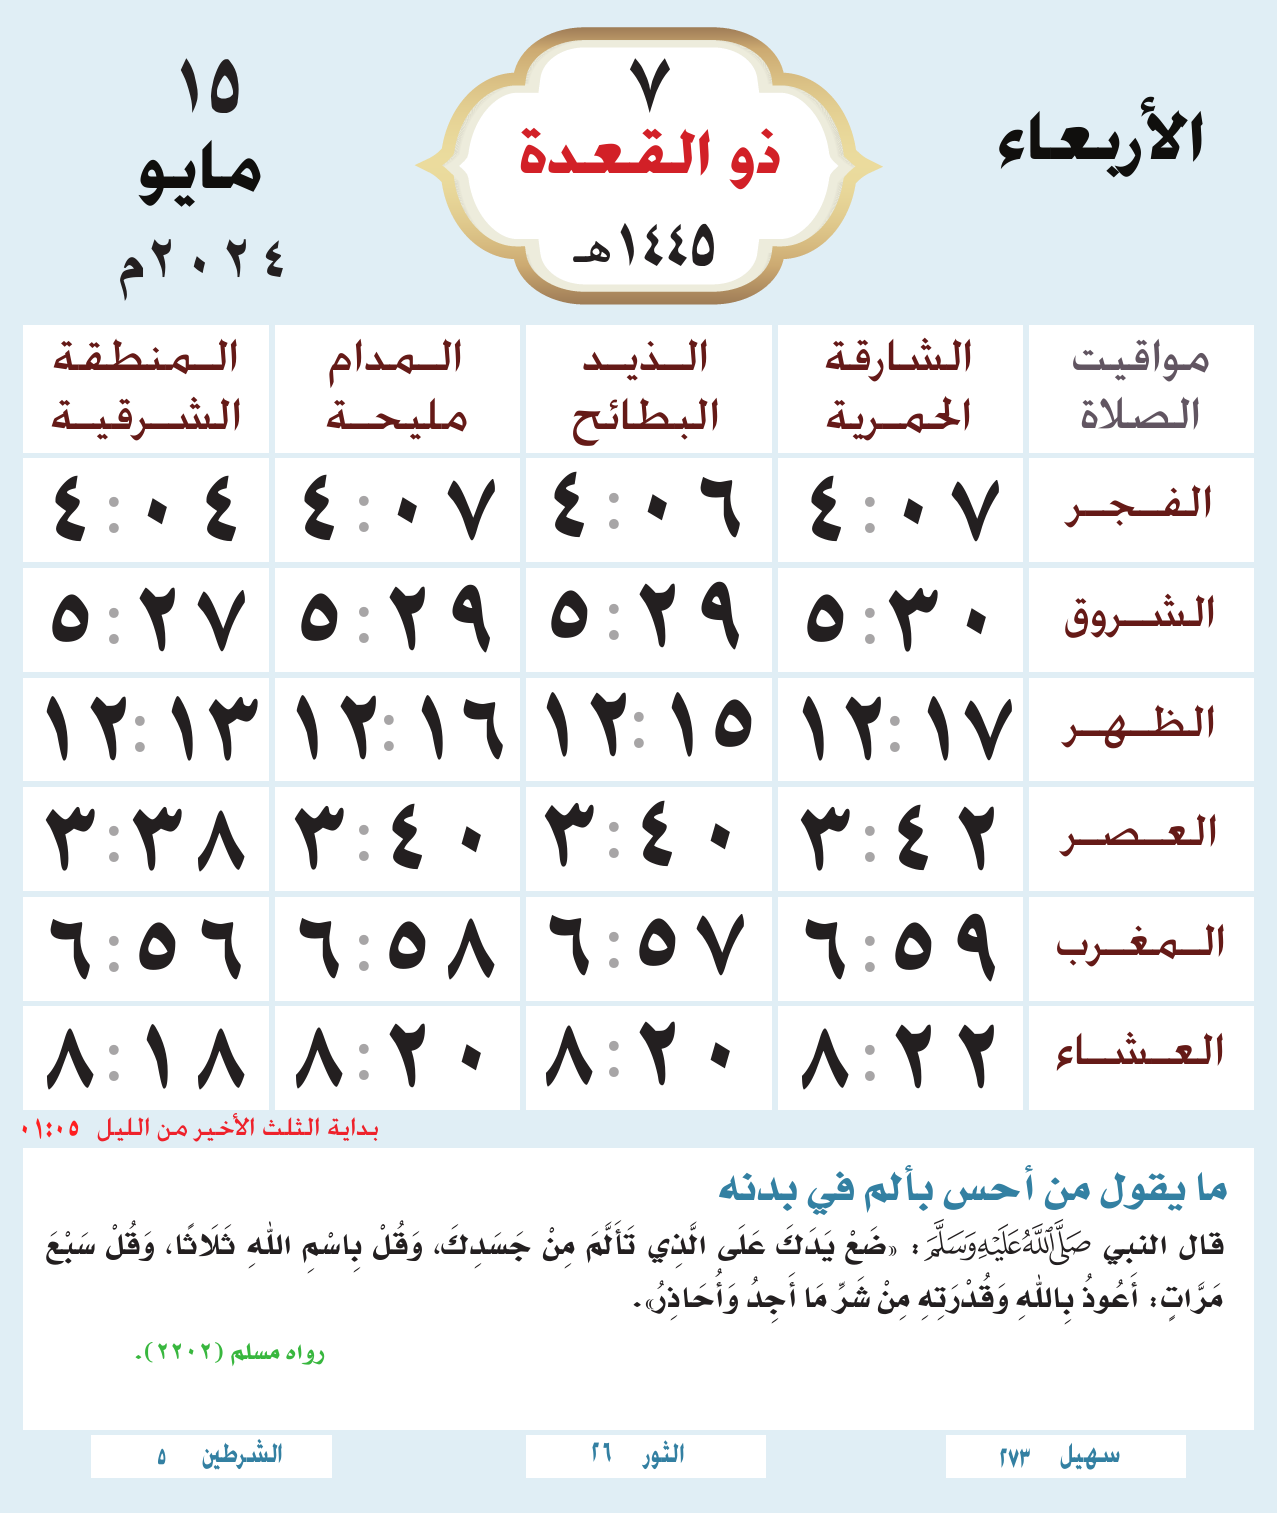 الأربعاء
٧
ذو القعدة
١٤٤٥هـ
١٥
مايو
٢٠٢٤م
مواقيت الصلاة	الشارقة الحمرية	الذيد البطائح	المدام مليحة	المنطقة الشرقية
الفجر	٤:٠٧	٤:٠٦	٤:٠٧	٤:٠٤
الشروق	٥:٣٠	٥:٢٩	٥:٢٩	٥:٢٧
الظهر	١٢:١٧	١٢:١٥	١٢:١٦	١٢:١٣
العصر	٣:٤٢	٣:٤٠	٣:٤٠	٣:٣٨
المغرب	٦:٥٩	٦:٥٧	٦:٥٨	٦:٥٦
العشاء	٨:٢٢	٨:٢٠	٨:٢٠	٨:١٨
بداية الثلث الأخير من الليل ٠١:٠٥
ما يقول من أحس بألم في بدنه
قال النبي ﷺ: «ضَعْ يَدَكَ عَلَى الَّذِي تَأَلَّمَ مِنْ جَسَدِكَ، وَقُلْ بِاسْمِ اللهِ ثَلَاثًا، وَقُلْ سَبْعَ
مَرَّاتٍ: أَعُوذُ بِاللهِ وَقُدْرَتِهِ مِنْ شَرِّ مَا أَجِدُ وَأُحَاذِرُ».
رواه مسلم (٢٢٠٢).
سهيل ٢٧٣
الثور ٢٦
الشرطين ٥